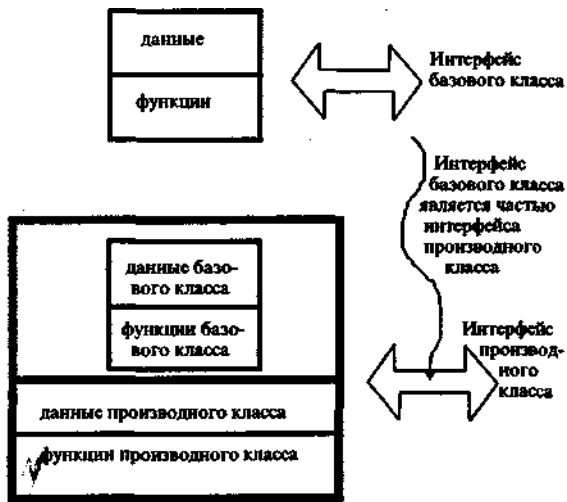 данные
функции
Интерфейс
базового класса
Интерфейс
базового класса
является частью
интерфейса
производного
класса
данные базо-
вого класса
функции базо-
вого класса
Интерфейс
производ-
ного
класса
данные производного класса
функции производного класса